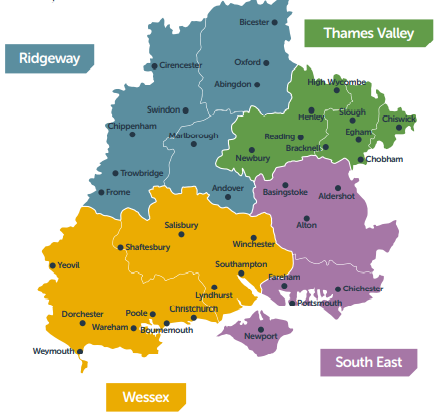 Bicester
Thames Valley
Ridgeway
Cirencester
Oxford
Abingdon
High Wycombe
Swindon
Henley
Slough
Chiswick
Chippenham
Marlborough
Reading
Egham
Bracknell
Newbury
Chobham
Trowbridge
Frome
Andover
Basingstoke
Aldershot
Salisbury
Alton
Shaftesbury
Winchester
Yeovil
Southampton
Fareham
Lyndhurst
Chichester
Portsmouth
Dorchester
Poole
Christchurch
Wareham
Bournemouth
Newport
Weymouth
South East
Wessex